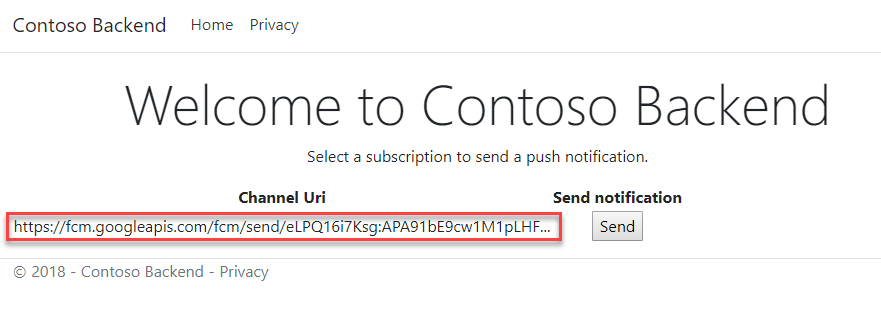 Contoso Backend Home Privacy
Welcome to Contoso Backend
Select a subscription to send a push notification.
Channel Uri Send notification
https://fcm.googleapis.com/fcm/send/eLPQ16i7Ksg:APA91bE9cw1M1pLHF... Send
© 2018 - Contoso Backend - Privacy